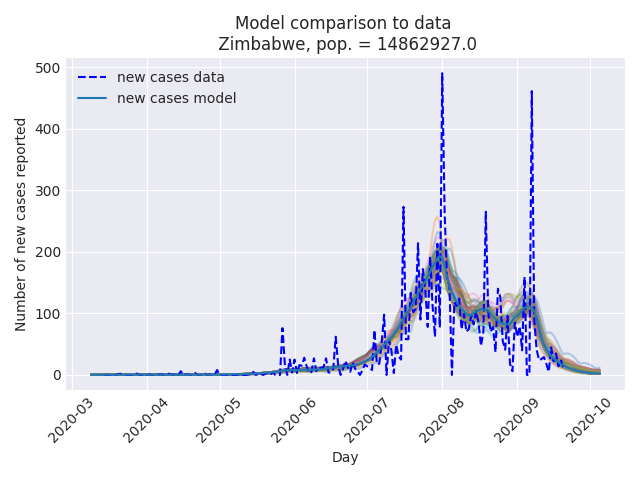 Model comparison to data
Zimbabwe, pop. = 14862927.0
new cases data
new cases model
Number of new cases reported
500
400
300
200
100
0
2020-03
2020-04
2020-05
2020-06
2020-07
2020-08
2020-09
2020-10
Day